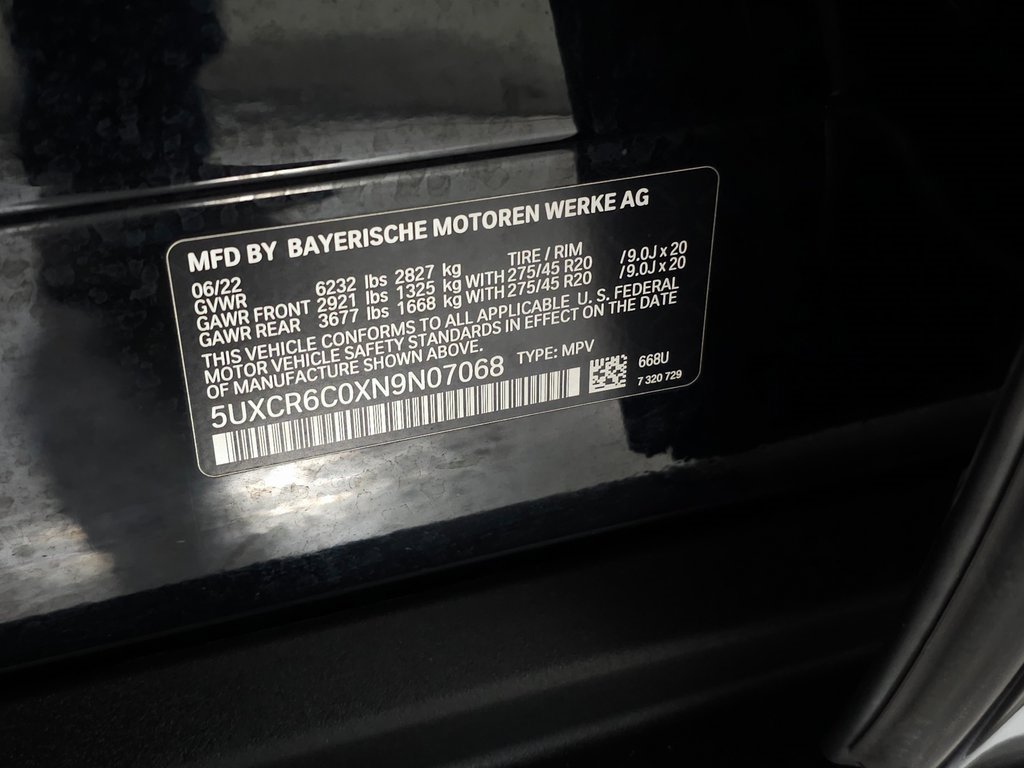 MFD BY BAYERISCHE MOTOREN WERKE AG
06/22 TIRE / RIM
GVWR 6232 lbs 2827 kg
GAWR FRONT 2921 lbs 1325 kg WITH 275/45 R20 /9.0J x 20
GAWR REAR 3677 lbs 1668 kg WITH 275/45 R20 /9.0J x 20
THIS VEHICLE CONFORMS TO ALL APPLICABLE U. S. FEDERAL
MOTOR VEHICLE SAFETY STANDARDS IN EFFECT ON THE DATE
OF MANUFACTURE SHOWN ABOVE.
5UXCR6C0XN9N07068 TYPE: MPV
668U
7 320 729